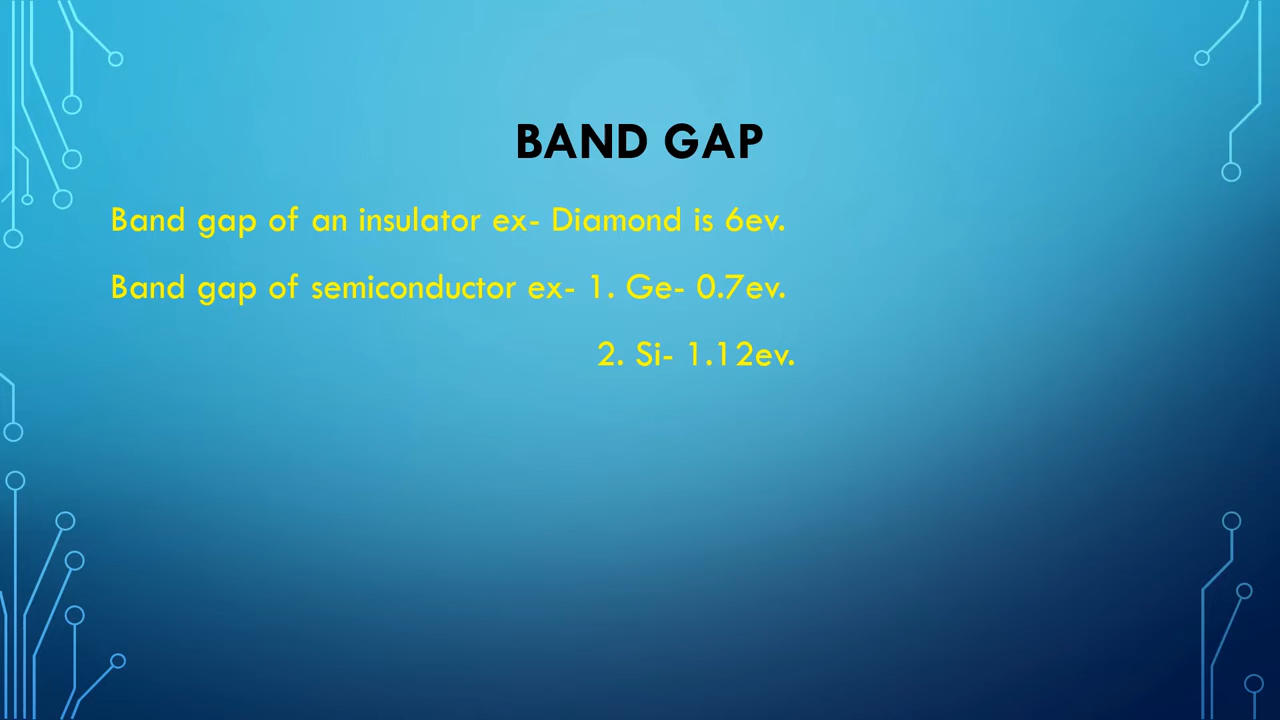 BAND GAP
Band gap of an insulator ex- Diamond is 6ev.
Band gap of semiconductor ex- 1. Ge- 0.7ev.
2. Si- 1.12ev.